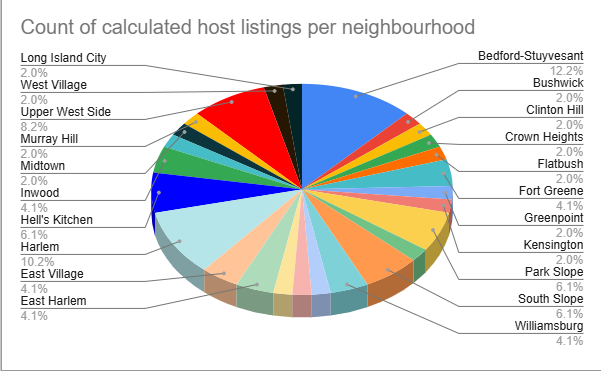 Count of calculated host listings per neighbourhood
Long Island City
2.0%
West Village
2.0%
Upper West Side
8.2%
Murray Hill
2.0%
Midtown
2.0%
Inwood
4.1%
Hell's Kitchen
6.1%
Harlem
10.2%
East Village
4.1%
East Harlem
4.1%
Bedford-Stuyvesant
12.2%
Bushwick
2.0%
Clinton Hill
2.0%
Crown Heights
2.0%
Flatbush
2.0%
Fort Greene
4.1%
Greenpoint
2.0%
Kensington
2.0%
Park Slope
6.1%
South Slope
6.1%
Williamsburg
4.1%